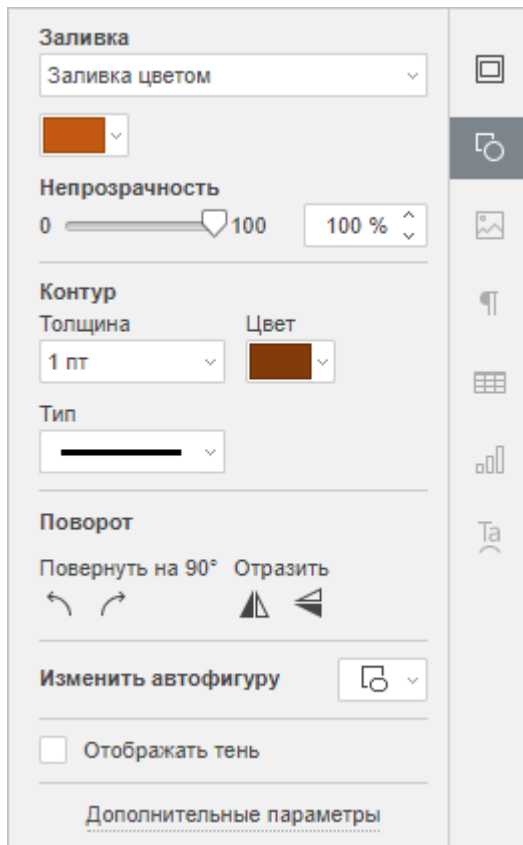 Заливка
Заливка цветом
Непрозрачность
0 100 100 %
Контур
Толщина Цвет
1 пт
Тип
Поворот
Повернуть на 90° Отразить
Изменить автофигуру
Отображать тень
Дополнительные параметры
Ta